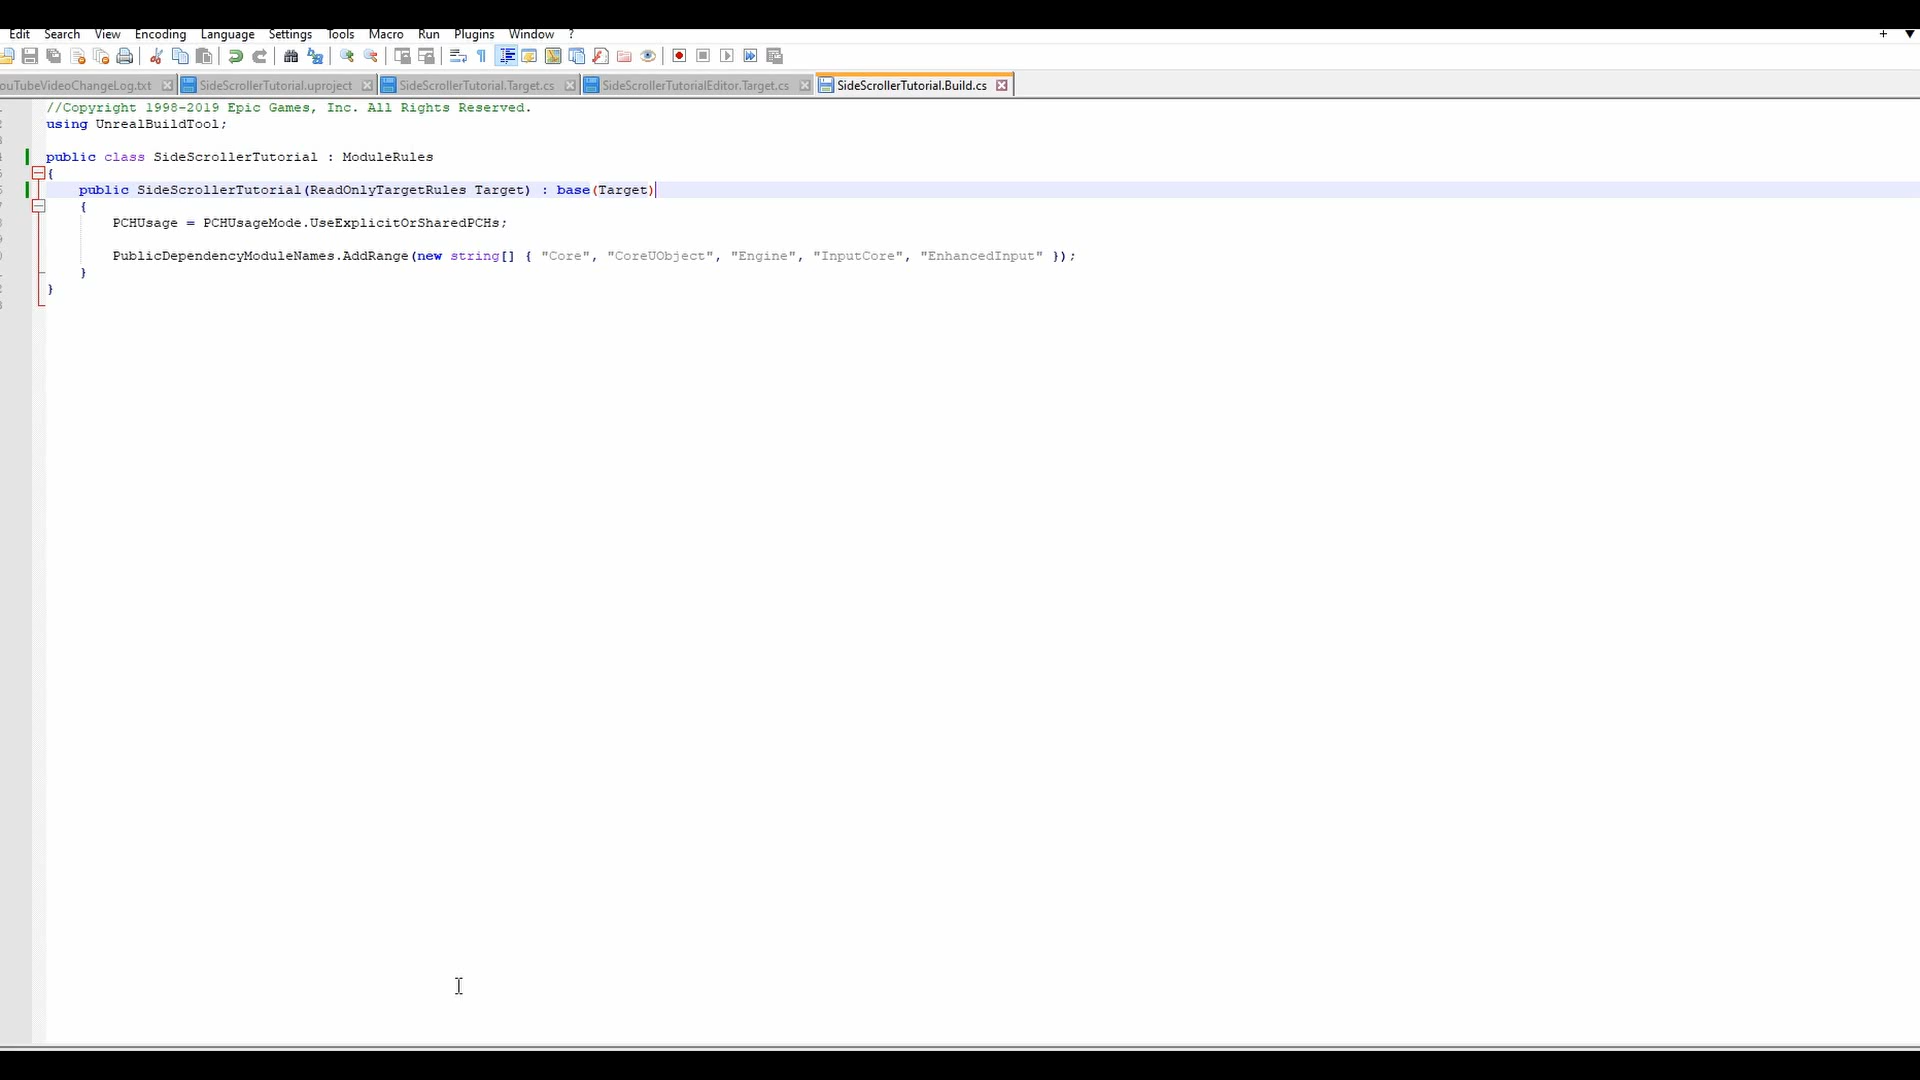 Edit Search View Encoding Language Settings Tools Macro Run Plugins Window ?
+ ▼
ouTubeVideoChangeLog.txt SideScrollerTutorial.uproject SideScrollerTutorial.Target.cs SideScrollerTutorialEditor.Target.cs SideScrollerTutorial.Build.cs
//Copyright 1998-2019 Epic Games, Inc. All Rights Reserved.
using UnrealBuildTool;
public class SideScrollerTutorial : ModuleRules
{
public SideScrollerTutorial(ReadOnlyTargetRules Target) : base(Target)
{
PCHUsage = PCHUsageMode.UseExplicitOrSharedPCHs;
PublicDependencyModuleNames.AddRange(new string[] { "Core", "CoreUObject", "Engine", "InputCore", "EnhancedInput" });
}
}